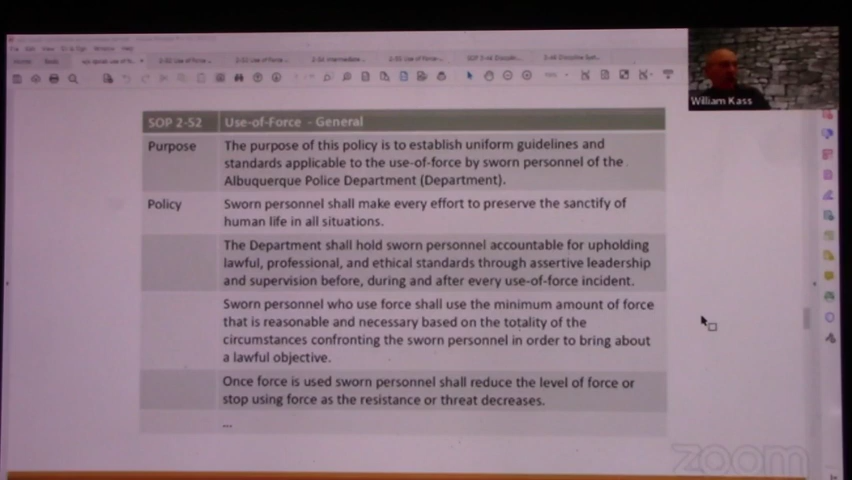 William Kass
SOP 2-52 Use-of-Force - General
Purpose The purpose of this policy is to establish uniform guidelines and
standards applicable to the use-of-force by sworn personnel of the
Albuquerque Police Department (Department).
Policy Sworn personnel shall make every effort to preserve the sanctify of
human life in all situations.
The Department shall hold sworn personnel accountable for upholding
lawful, professional, and ethical standards through assertive leadership
and supervision before, during and after every use-of-force incident.
Sworn personnel who use force shall use the minimum amount of force
that is reasonable and necessary based on the totality of the
circumstances confronting the sworn personnel in order to bring about
a lawful objective.
Once force is used sworn personnel shall reduce the level of force or
stop using force as the resistance or threat decreases.
...
zoom